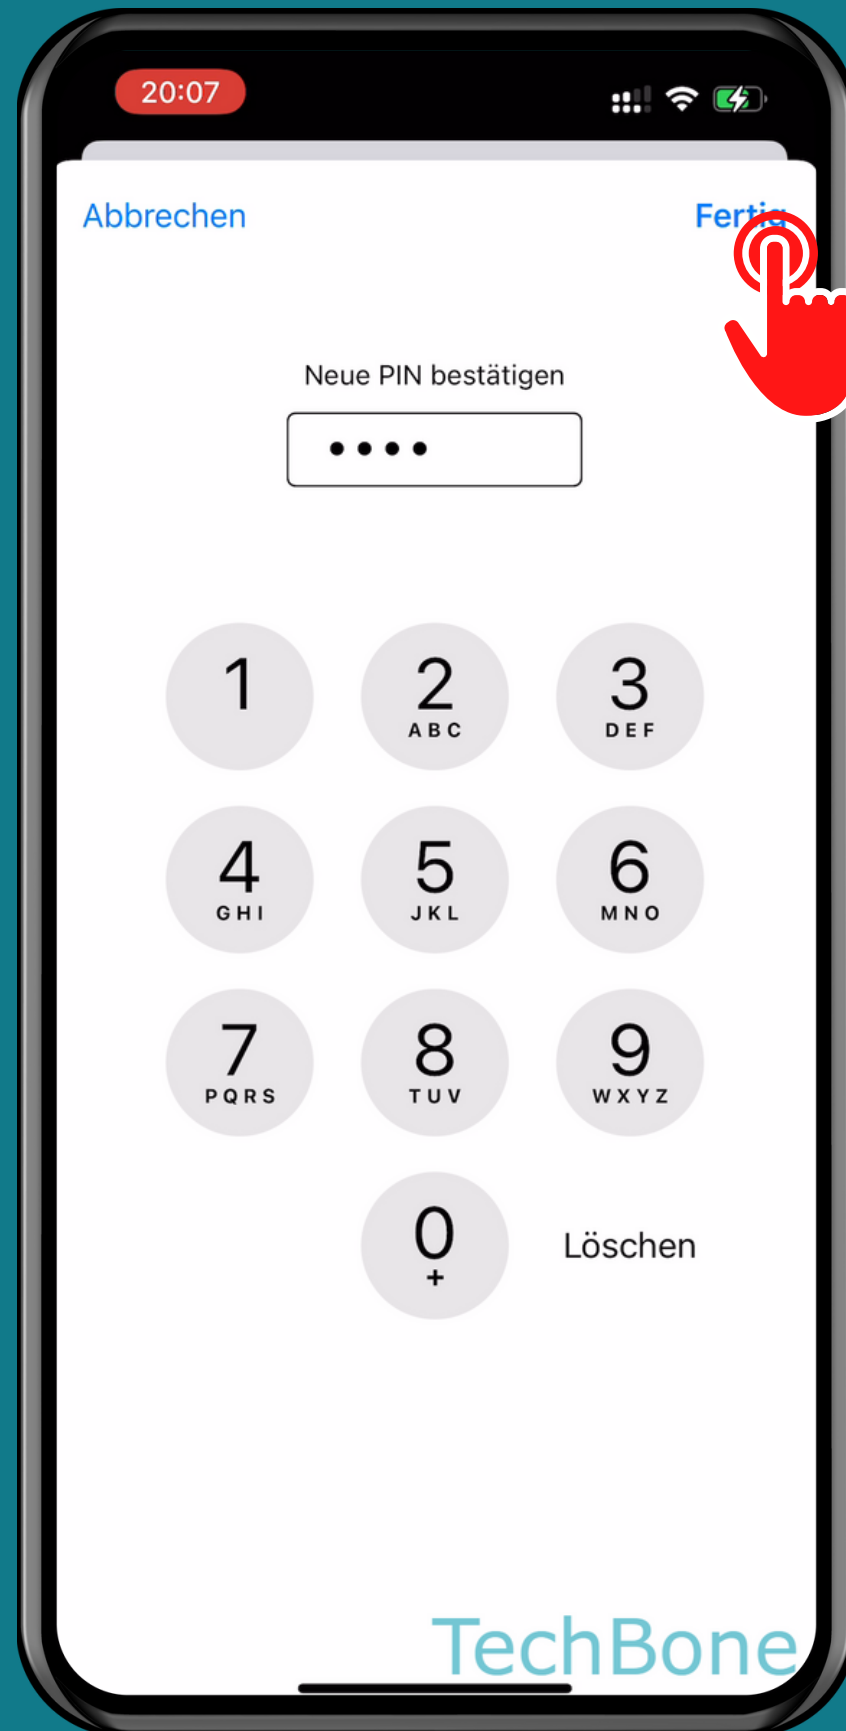 20:07
Abbrechen Fertig
Neue PIN bestätigen
1 2 3
ABC DEF
4 5 6
GHI JKL MNO
7 8 9
PQRS TUV WXYZ
0 Löschen
+
TechBone